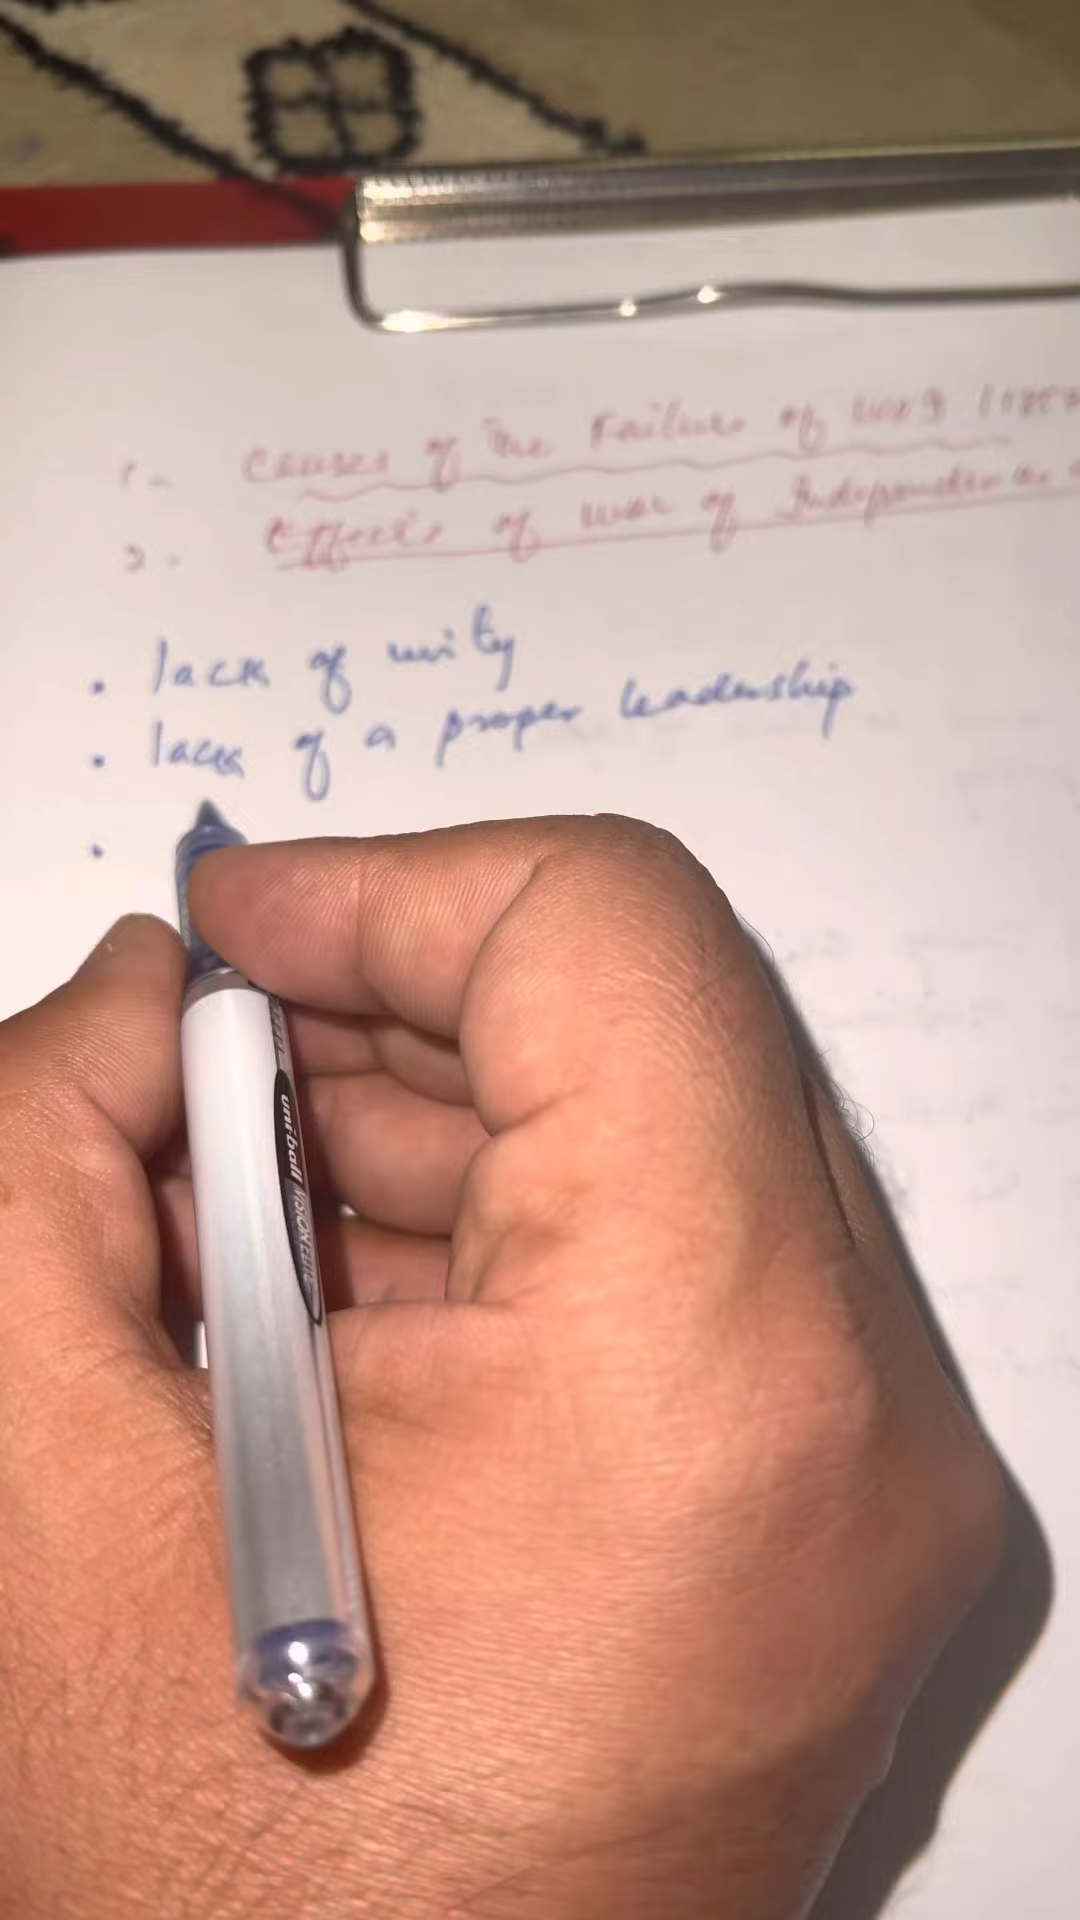 1. Causes of the Failure of WOI (1857
2. Effects of war of Independence
• lack of unity
• lack of a proper leadership
•
uni-ball VISION ELITE